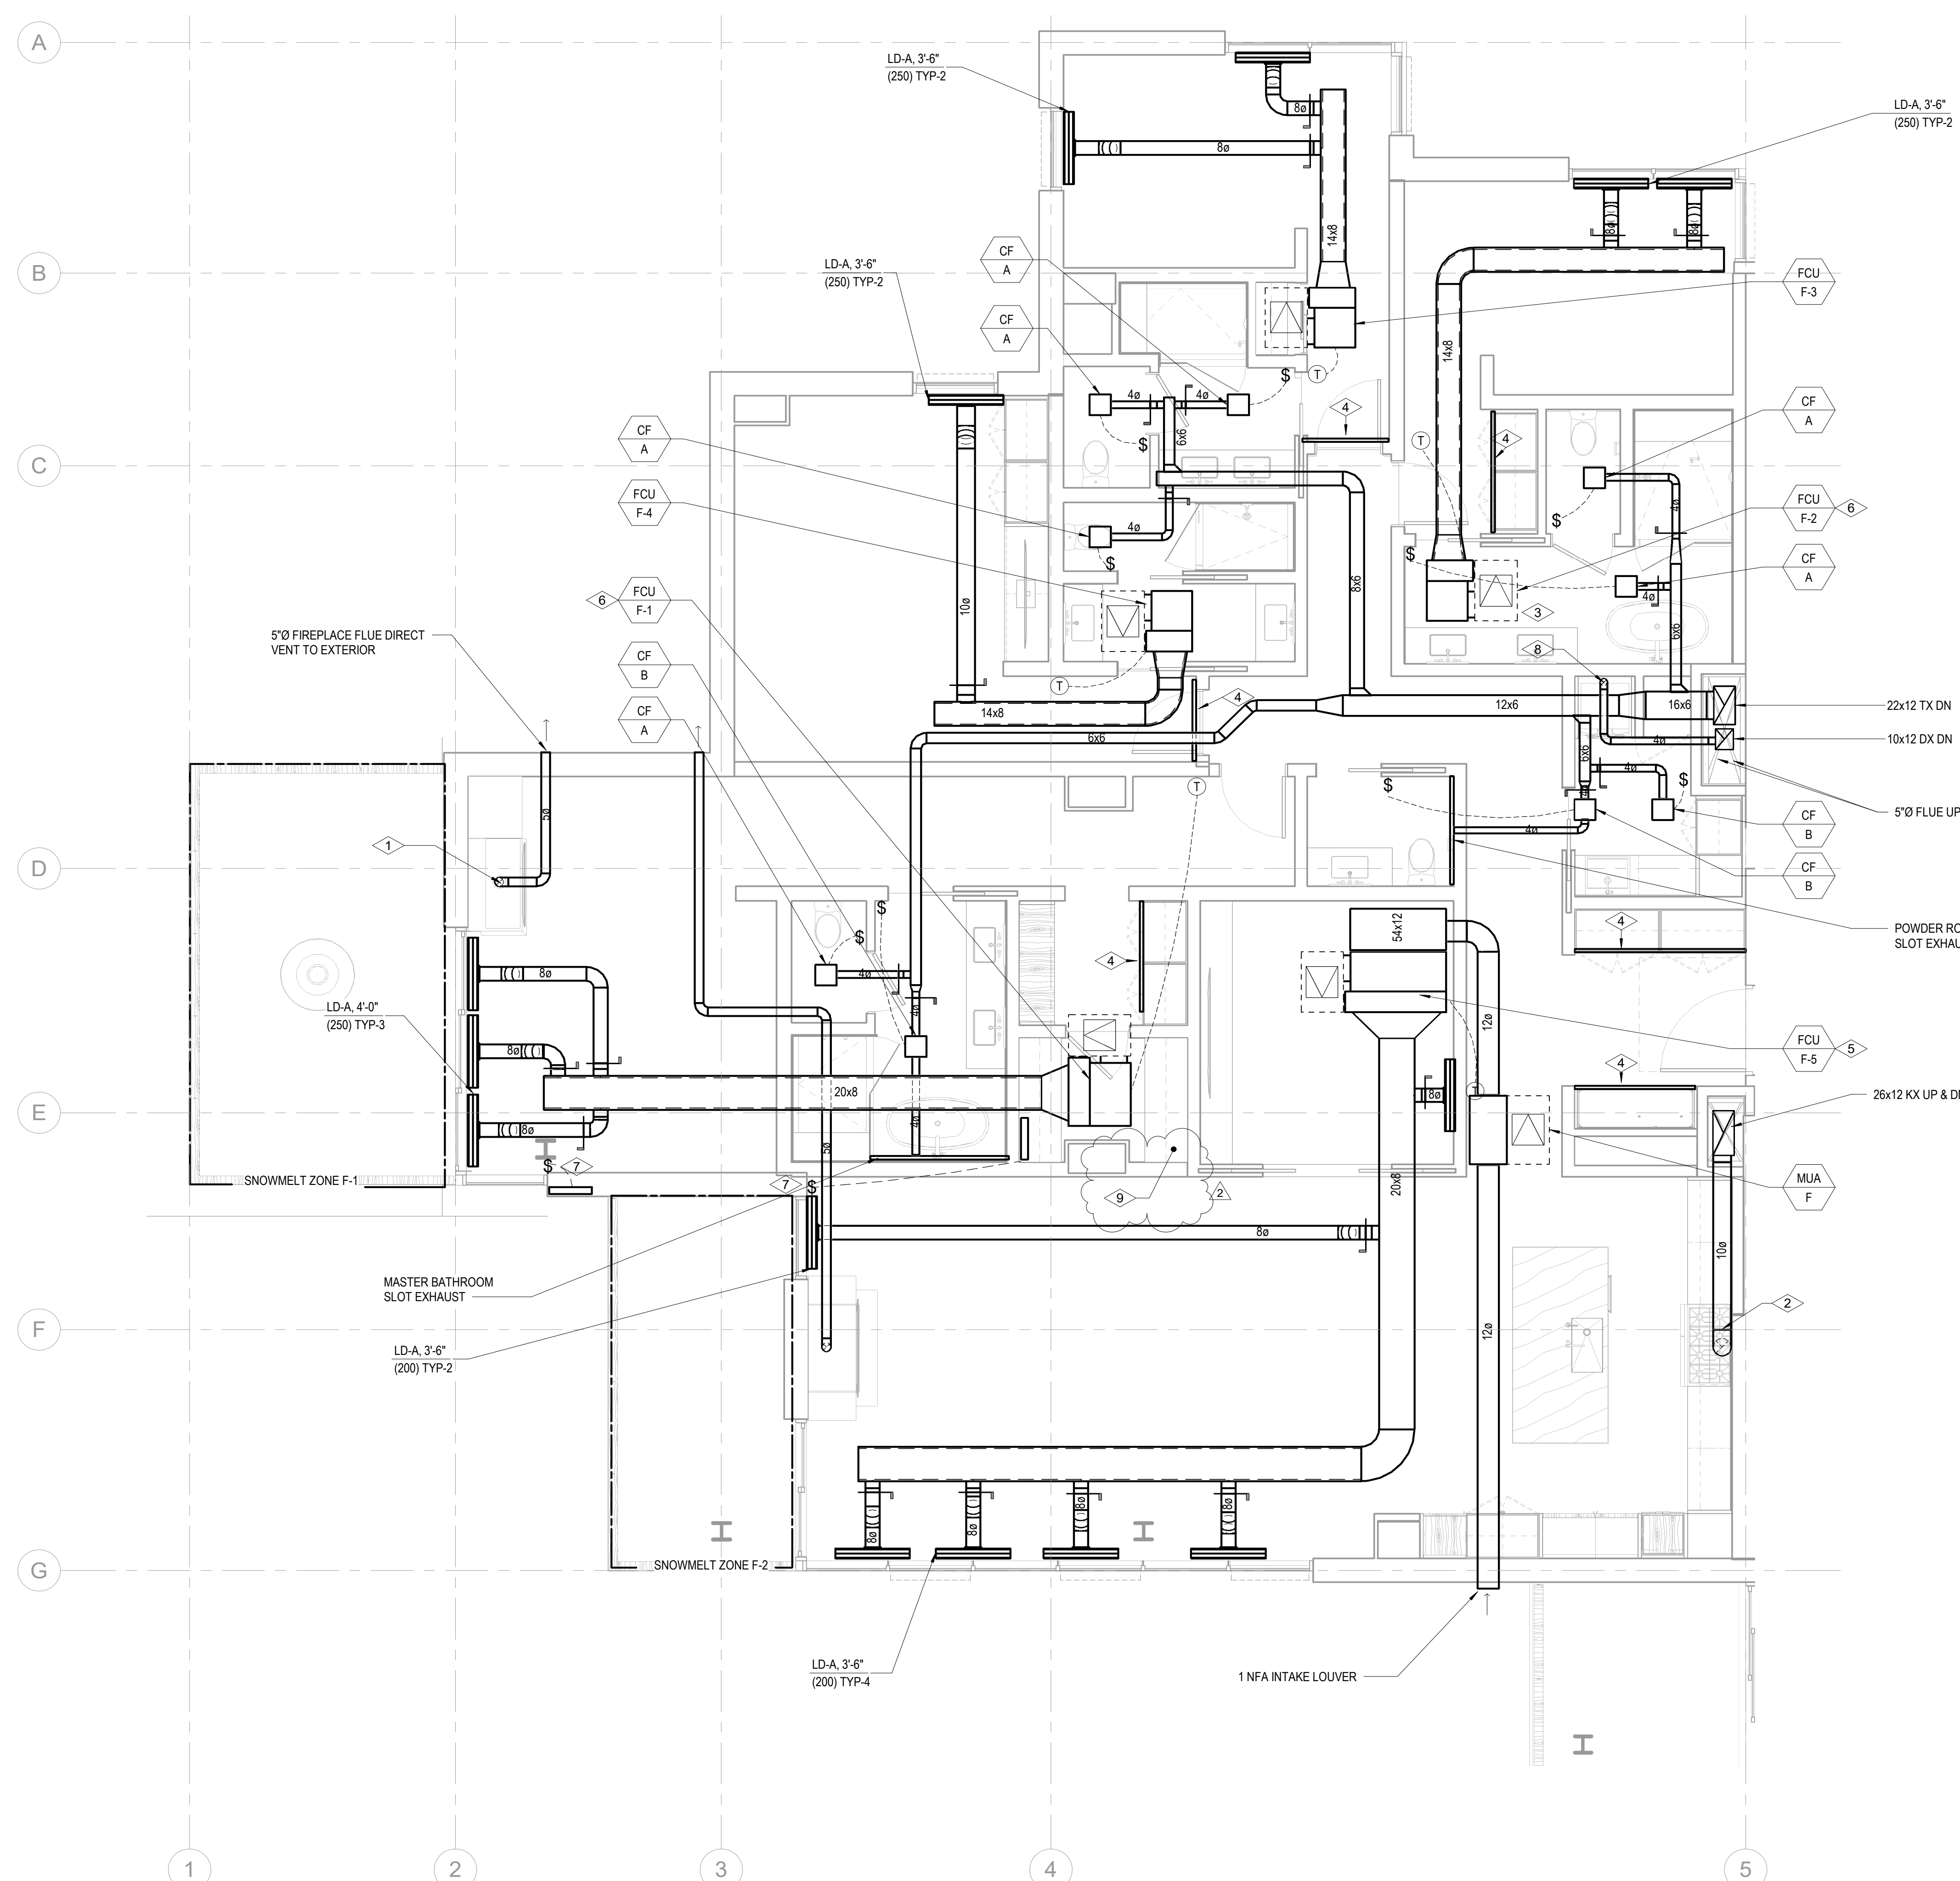 A
LD-A, 3'-6"
(250) TYP-2
8ø
LD-A, 3'-6"
(250) TYP-2
8ø
8ø
8ø
14x8
CF
A
B
LD-A, 3'-6"
(250) TYP-2
FCU
F-3
CF
A
14x8
T
$
4ø
4ø
4
CF
A
CF
A
$
6x6
T
4
C
FCU
F-4
4ø
FCU
F-2
6
4ø
$
$
$
CF
A
8x6
4ø
6
FCU
F-1
10ø
3
5"Ø FIREPLACE FLUE DIRECT
VENT TO EXTERIOR
6x6
8
CF
B
T
4
14x8
12x6
16x6
22x12 TX DN
CF
A
6x6
4ø
10x12 DX DN
6x6
4ø
T
$
$
4ø
5"Ø FLUE UP
5ø
CF
B
4ø
1
D
CF
B
$
$
4
54x12
POWDER RO
SLOT EXHAU
4
8ø
4ø
LD-A, 4'-0"
(250) TYP-3
4ø
12ø
8ø
FCU
F-5
5
4
20x8
T
8ø
26x12 KX UP & D
E
8ø
4ø
5ø
$
7
SNOWMELT ZONE F-1
7
$
9
2
20x8
MUA
F
8ø
10ø
MASTER BATHROOM
SLOT EXHAUST
2
F
12ø
LD-A, 3'-6"
(200) TYP-2
8ø
8ø
8ø
8ø
SNOWMELT ZONE F-2
G
LD-A, 3'-6"
(200) TYP-4
1 NFA INTAKE LOUVER
1
2
3
4
5